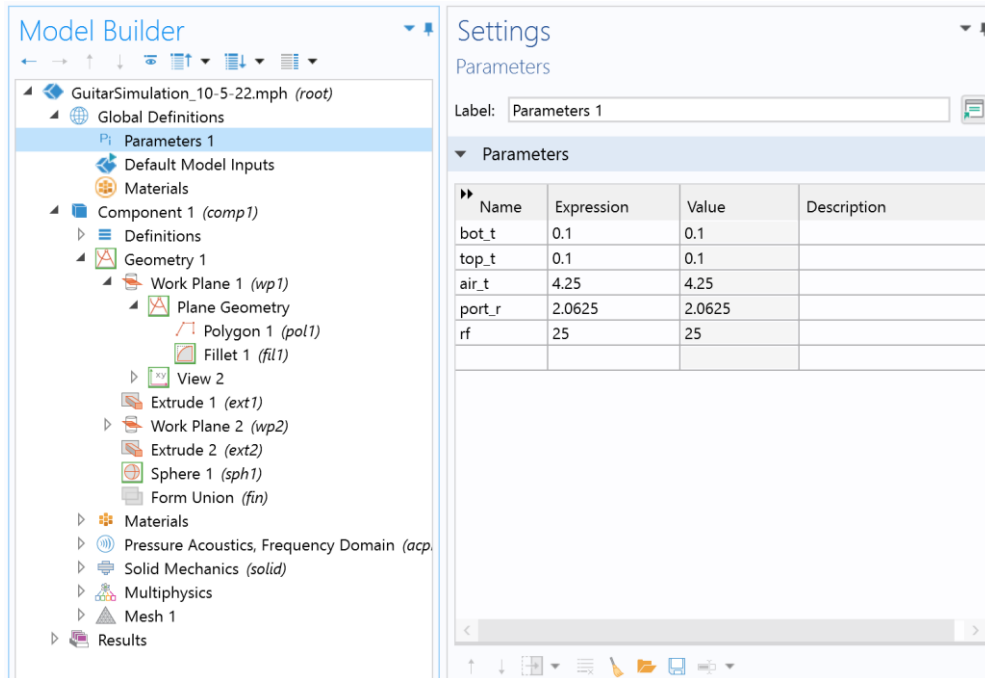 Model Builder
GuitarSimulation_10-5-22.mph (root)
Global Definitions
Pi Parameters 1
Default Model Inputs
Materials
Component 1 (comp1)
Definitions
Geometry 1
Work Plane 1 (wp1)
Plane Geometry
Polygon 1 (pol1)
Fillet 1 (fil1)
xy View 2
Extrude 1 (ext1)
Work Plane 2 (wp2)
Extrude 2 (ext2)
Sphere 1 (sph1)
Form Union (fin)
Materials
Pressure Acoustics, Frequency Domain (acp.
Solid Mechanics (solid)
Multiphysics
Mesh 1
Results
Settings
Parameters
Label: Parameters 1
Parameters
Name Expression Value Description
bot_t 0.1 0.1
top_t 0.1 0.1
air_t 4.25 4.25
port_r 2.0625 2.0625
rf 25 25